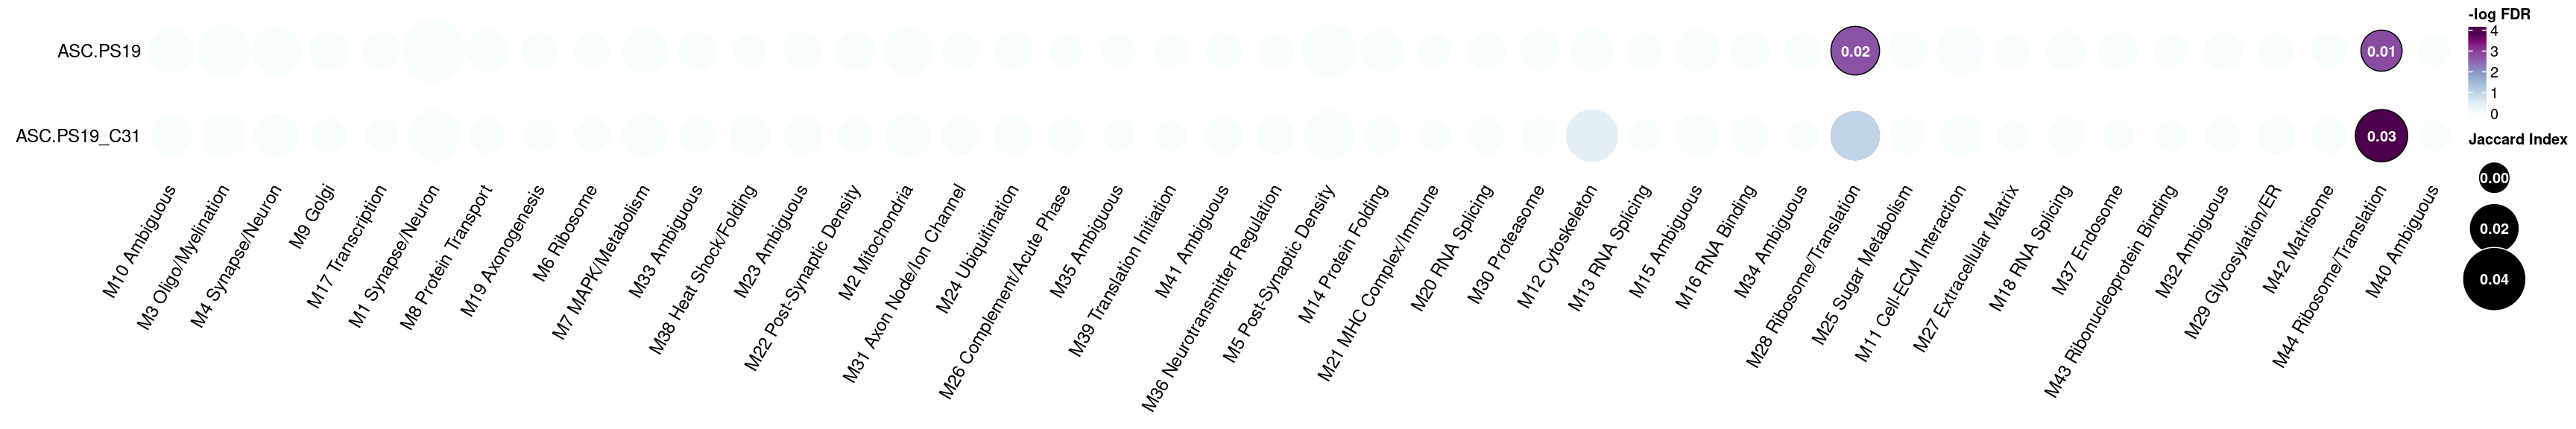 ASC.PS19
0.02
0.01
ASC.PS19_C31
0.03
M10 Ambiguous
M3 Oligo/Myelination
M4 Synapse/Neuron
M9 Golgi
M17 Transcription
M1 Synapse/Neuron
M8 Protein Transport
M19 Axonogenesis
M6 Ribosome
M7 MAPK/Metabolism
M33 Ambiguous
M38 Heat Shock/Folding
M23 Ambiguous
M22 Post-Synaptic Density
M2 Mitochondria
M31 Axon Node/Ion Channel
M24 Ubiquitination
M26 Complement/Acute Phase
M35 Ambiguous
M39 Translation Initiation
M41 Ambiguous
M36 Neurotransmitter Regulation
M5 Post-Synaptic Density
M14 Protein Folding
M21 MHC Complex/Immune
M20 RNA Splicing
M30 Proteasome
M12 Cytoskeleton
M13 RNA Splicing
M15 Ambiguous
M16 RNA Binding
M34 Ambiguous
M28 Ribosome/Translation
M25 Sugar Metabolism
M11 Cell-ECM Interaction
M27 Extracellular Matrix
M18 RNA Splicing
M37 Endosome
M43 Ribonucleoprotein Binding
M32 Ambiguous
M29 Glycosylation/ER
M42 Matrisome
M44 Ribosome/Translation
M40 Ambiguous
-log FDR
4
3
2
1
0
Jaccard Index
0.00
0.02
0.04